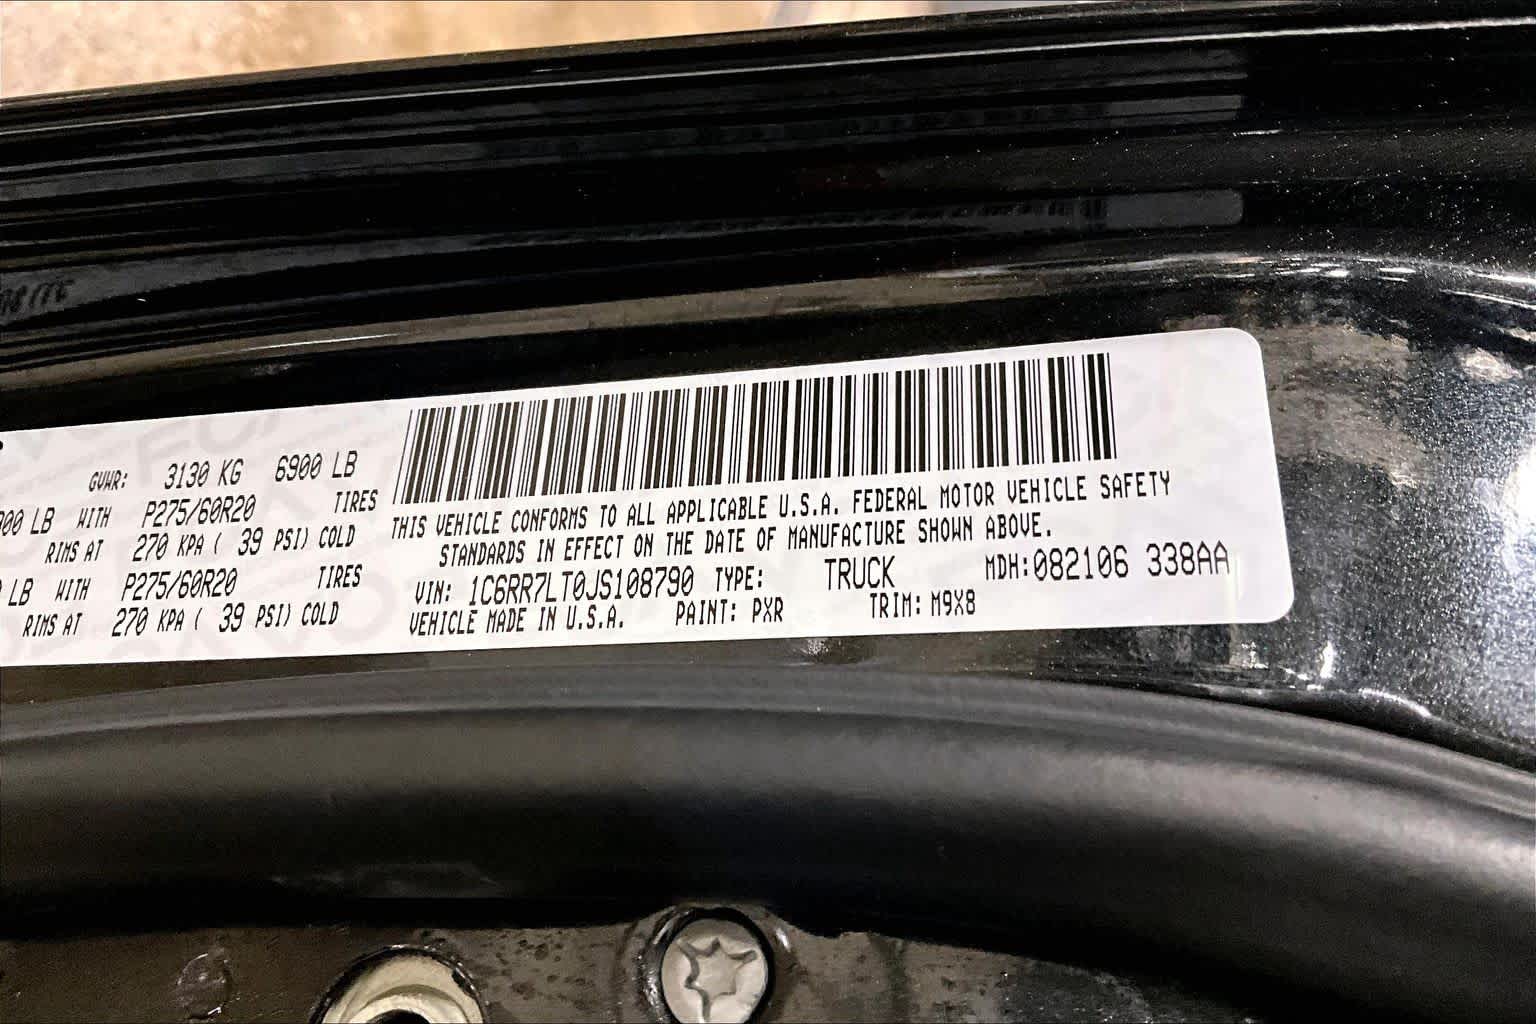 GVWR: 3130 KG 6900 LB
LB WITH P275/60R20 TIRES
RIMS AT 270 KPA ( 39 PSI) COLD
LB WITH P275/60R20 TIRES
RIMS AT 270 KPA ( 39 PSI) COLD
THIS VEHICLE CONFORMS TO ALL APPLICABLE U.S.A. FEDERAL MOTOR VEHICLE SAFETY
STANDARDS IN EFFECT ON THE DATE OF MANUFACTURE SHOWN ABOVE.
VIN: 1C6RR7LT0JS108790 TYPE: TRUCK MDH:082106 338AA
VEHICLE MADE IN U.S.A. PAINT: PXR TRIM: M9X8